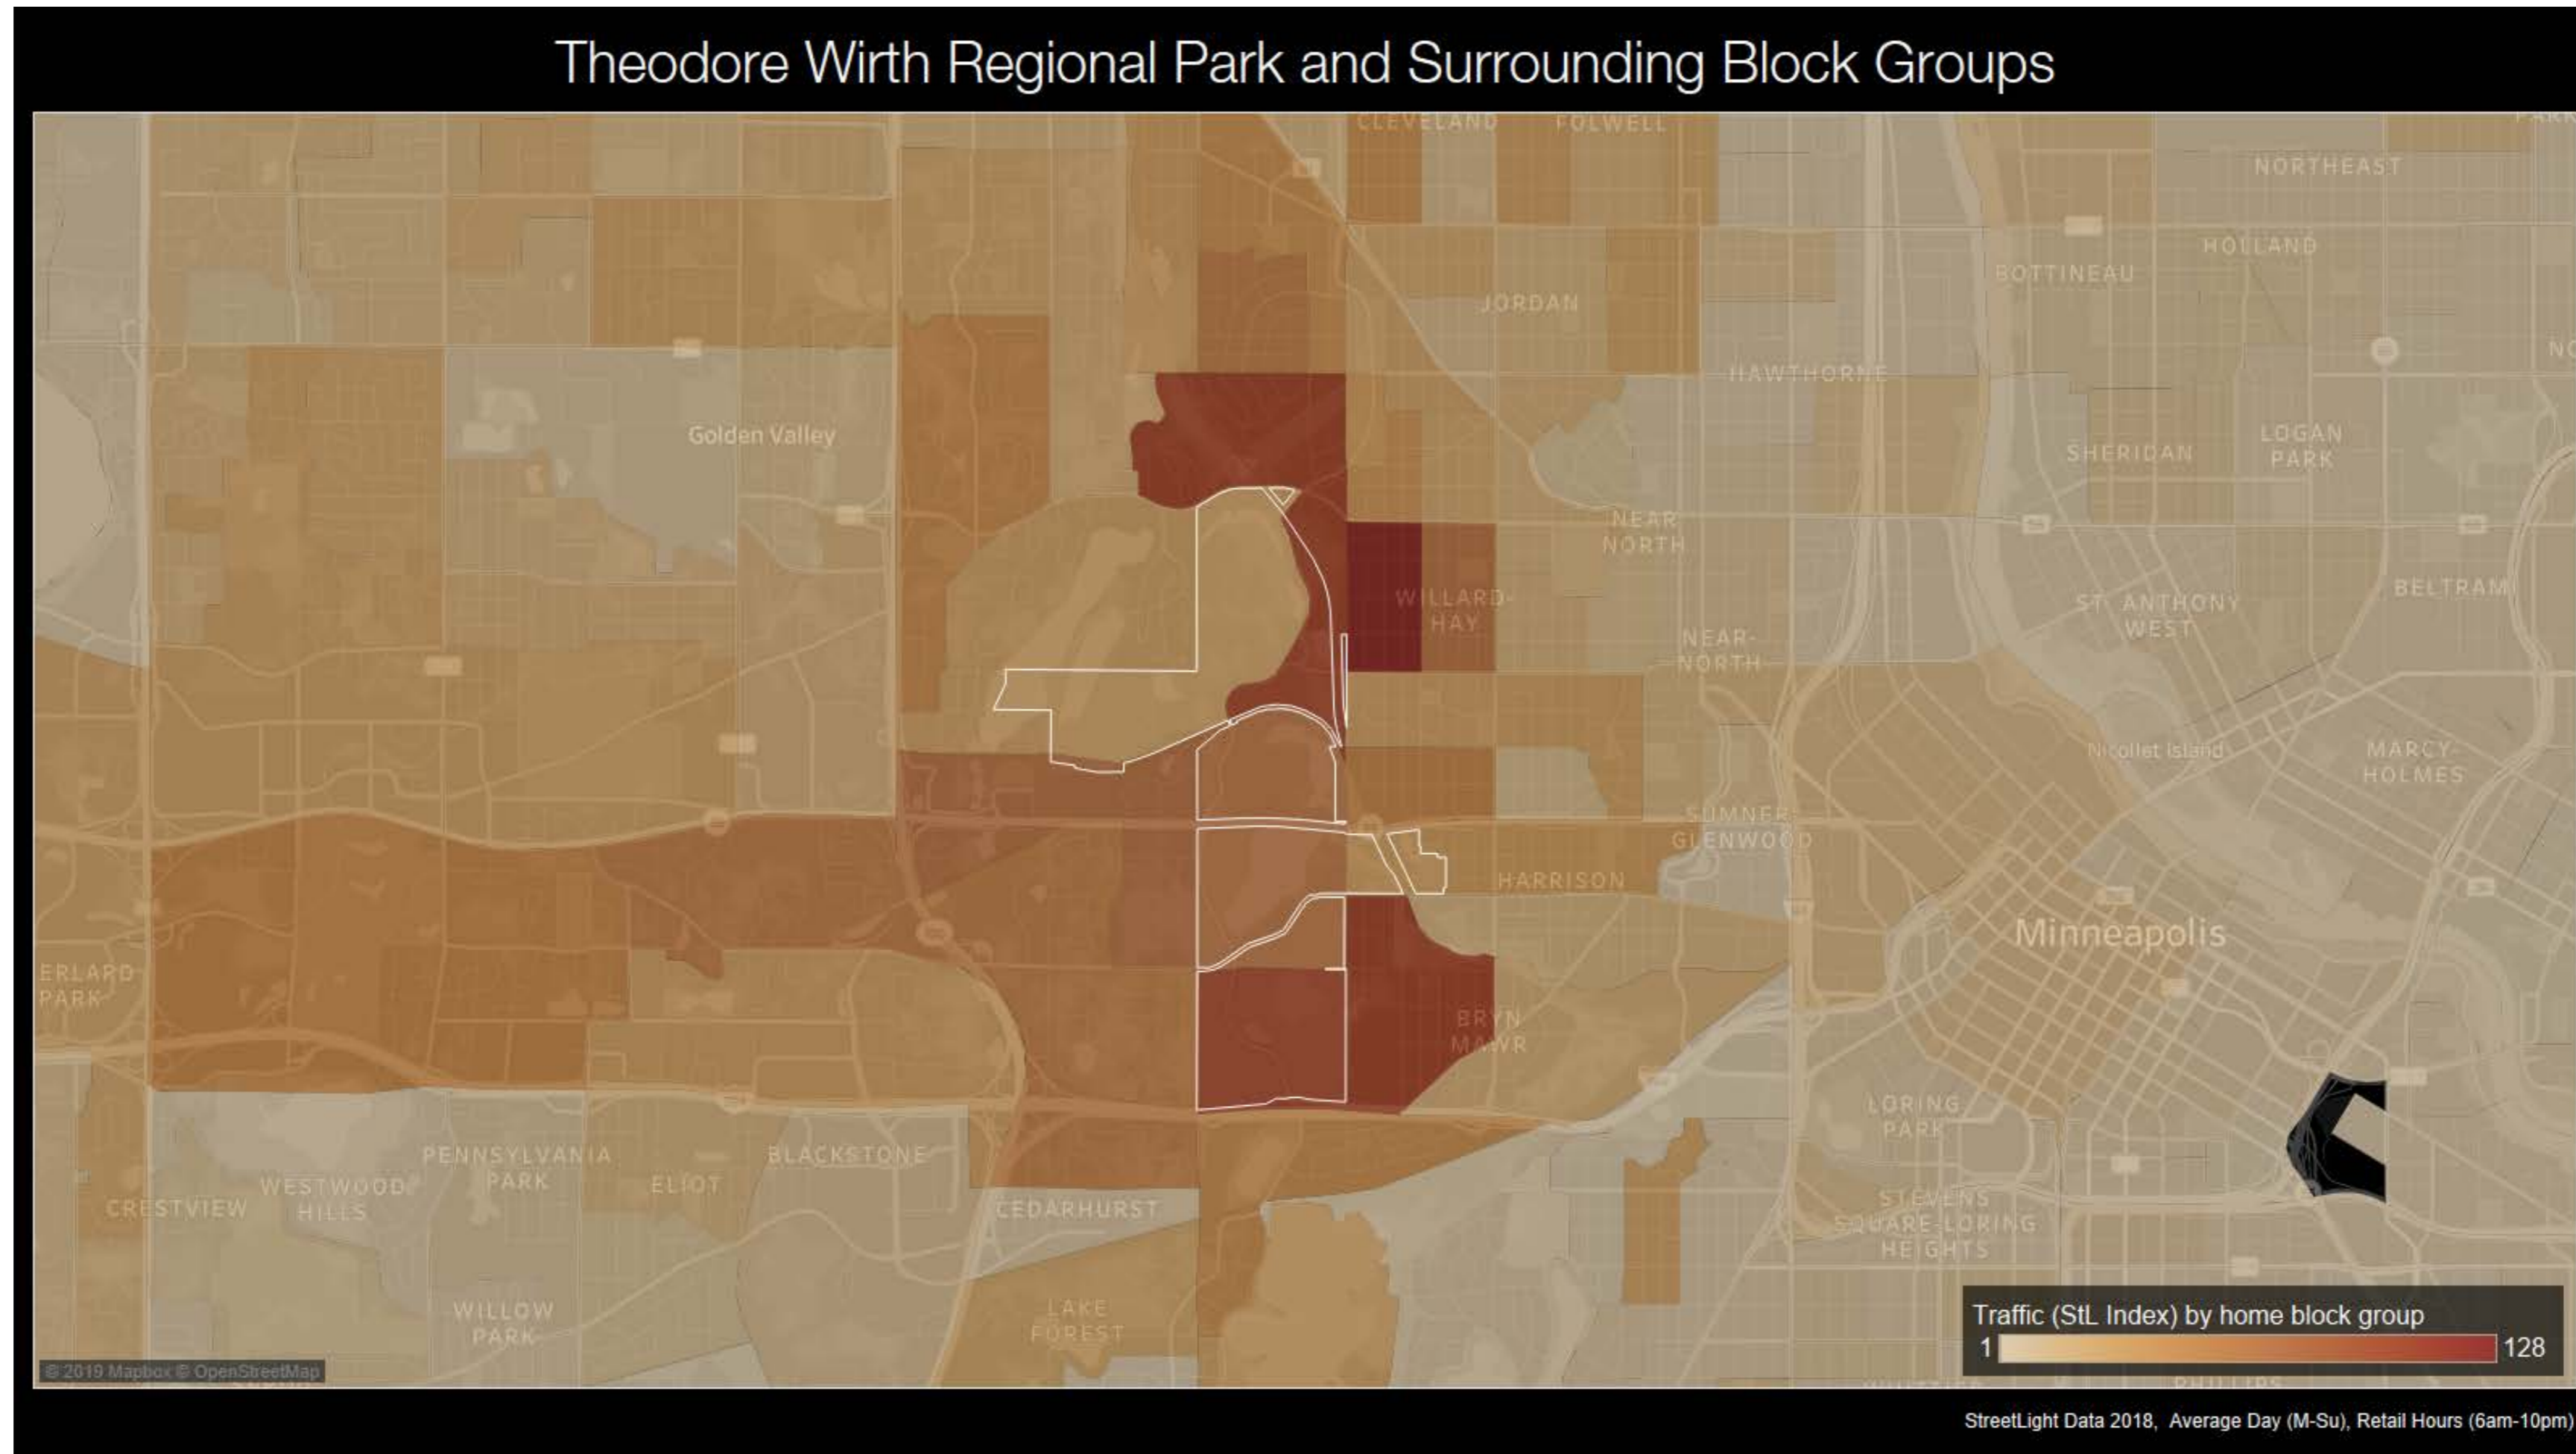 Theodore Wirth Regional Park and Surrounding Block Groups
CLEVELAND
FOLWELL
PARK
NORTHEAST
HOLLAND
BOTTINEAU
JORDAN
HAWTHORNE
Golden Valley
LOGAN
PARK
SHERIDAN
NEAR
NORTH
BELTRAM
WILLARD-
HAY
ST. ANTHONY
WEST
NEAR-
NORTH
Nicollet Island
MARCY-
HOLMES
SUMNER-
GLENWOOD
HARRISON
Minneapolis
ERLARD
PARK
BRYN
MAWR
LORING
PARK
PENNSYLVANIA
PARK
BLACKSTONE
WESTWOOD
HILLS
ELIOT
CRESTVIEW
CEDARHURST
STEVENS
SQUARE-LORING
HEIGHTS
WILLOW
PARK
LAKE
FOREST
Traffic (StL Index) by home block group
1
128
© 2019 Mapbox © OpenStreetMap
PHILLIPS
StreetLight Data 2018, Average Day (M-Su), Retail Hours (6am-10pm)